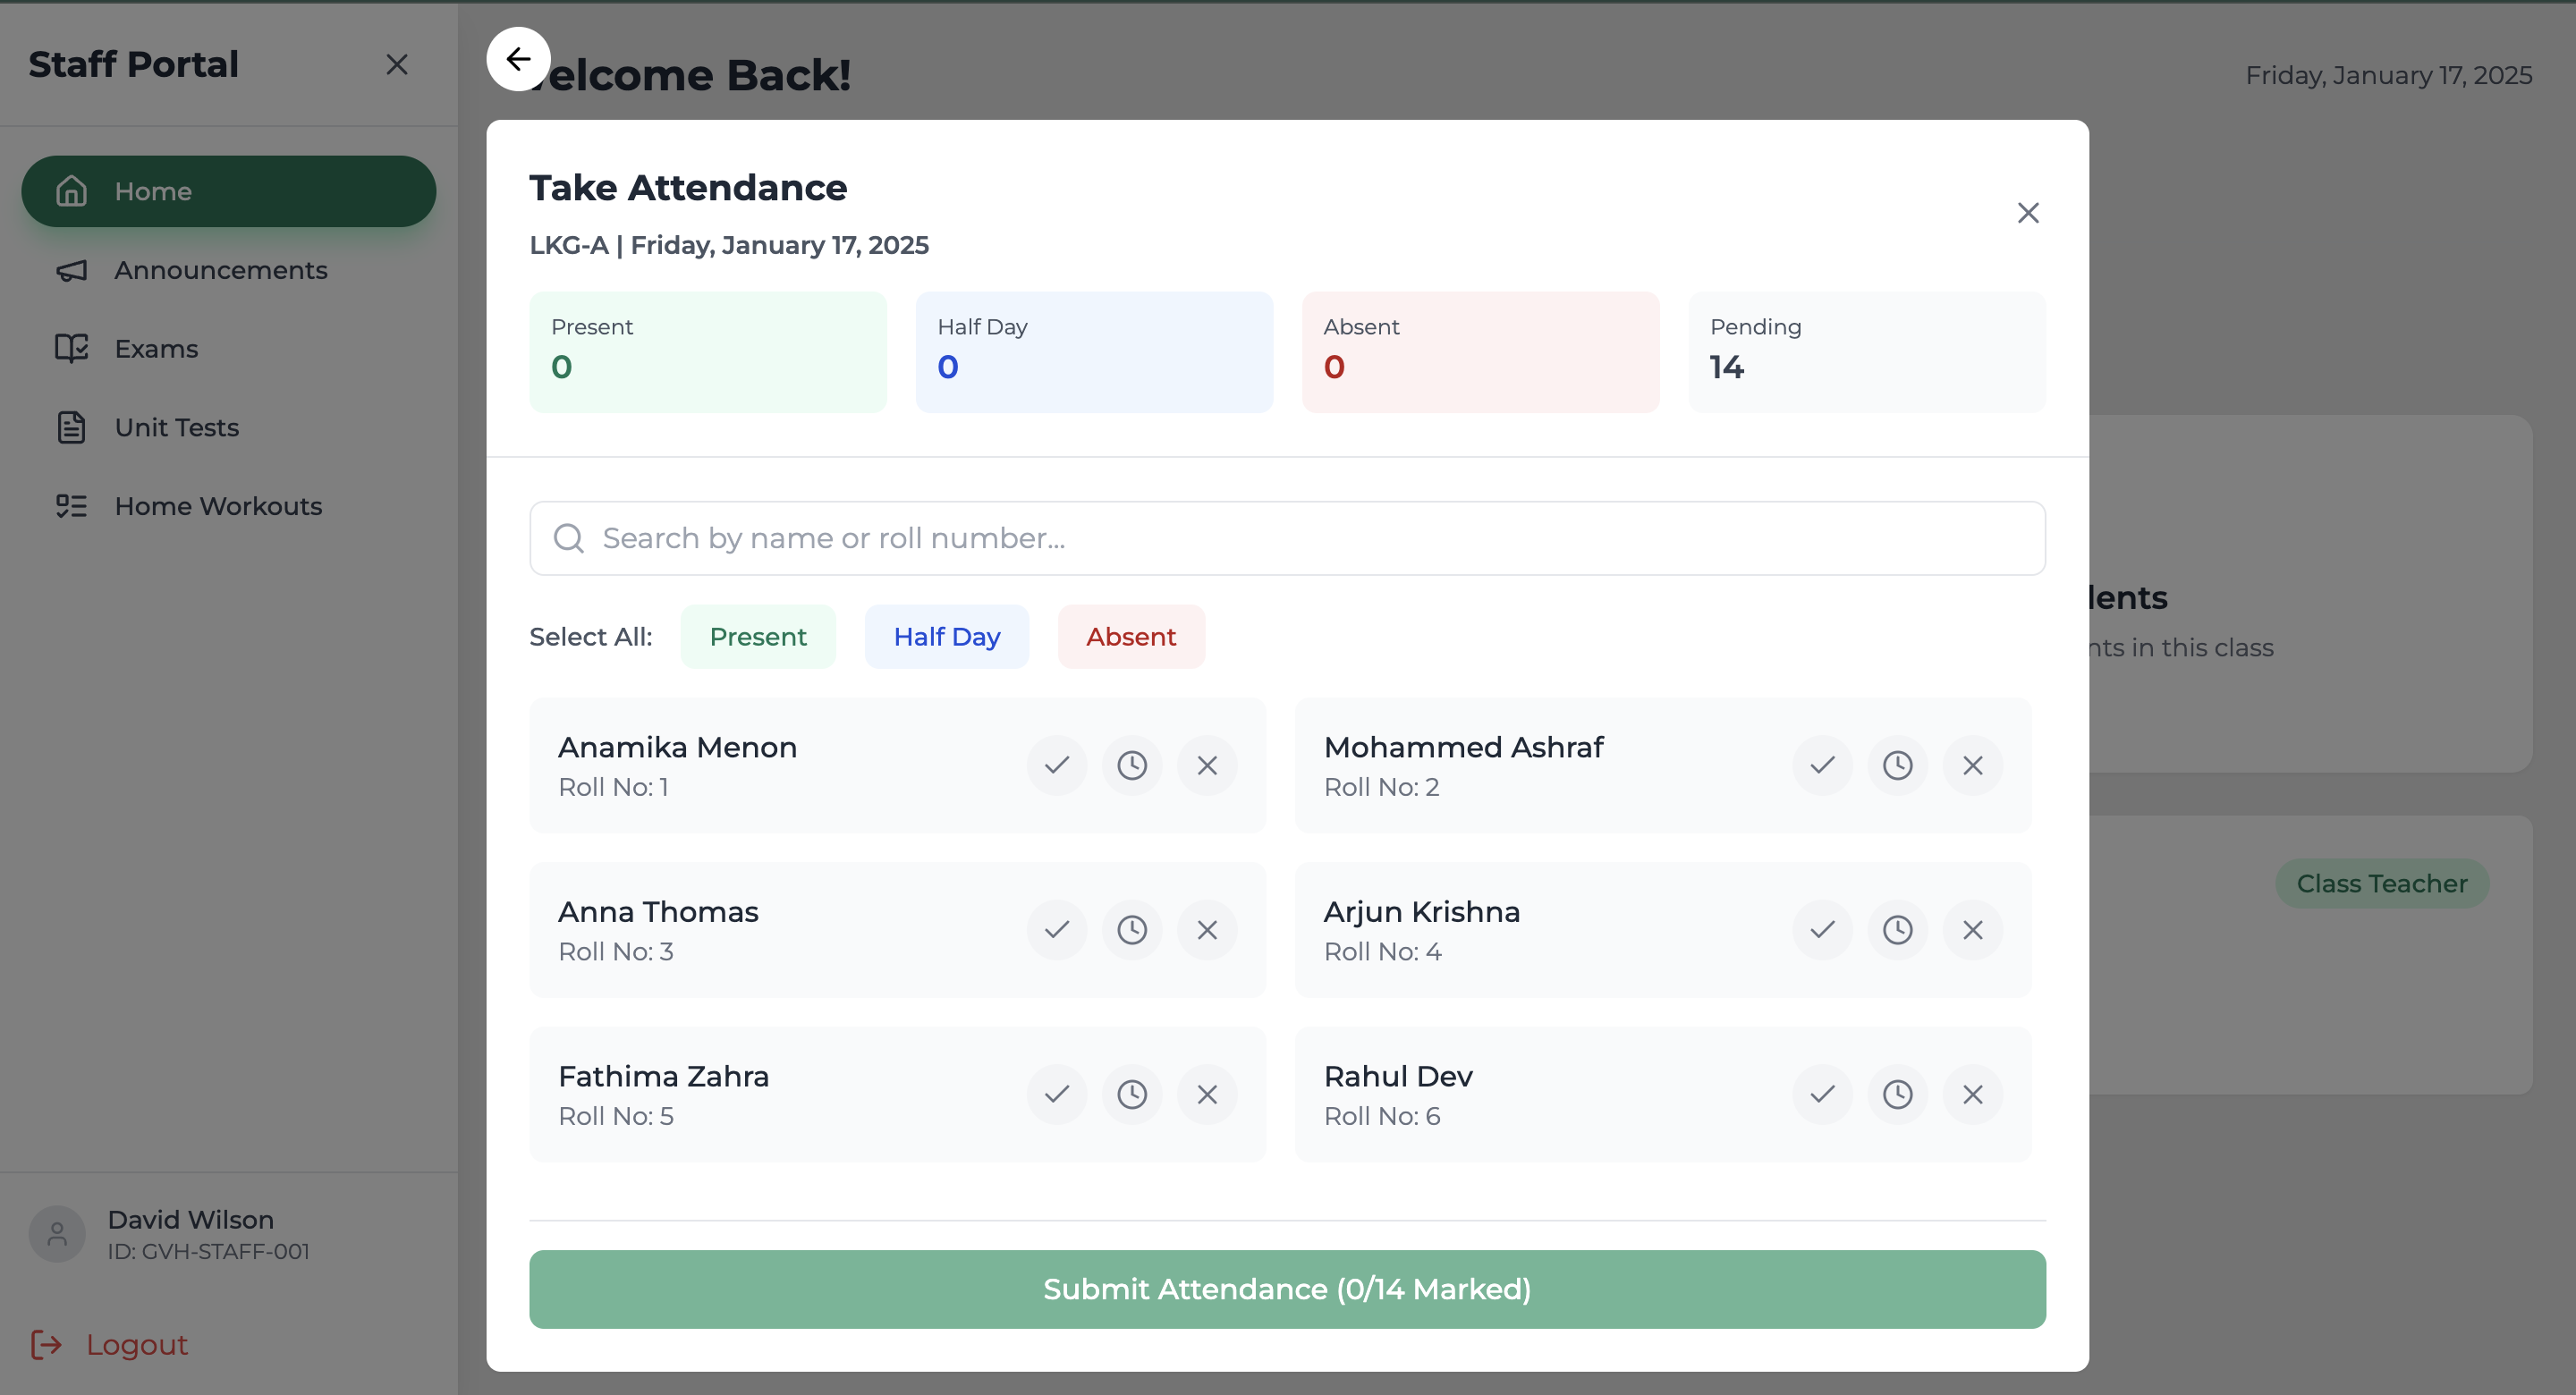 Staff Portal
Home
Announcements
Exams
Unit Tests
Home Workouts
David Wilson
ID: GVH-STAFF-001
Logout
elcome Back!
Friday, January 17, 2025
Take Attendance
LKG-A | Friday, January 17, 2025
Present
0
Half Day
0
Absent
0
Pending
14
Search by name or roll number...
Select All: Present Half Day Absent
Anamika Menon
Roll No: 1
Mohammed Ashraf
Roll No: 2
Anna Thomas
Roll No: 3
Arjun Krishna
Roll No: 4
Fathima Zahra
Roll No: 5
Rahul Dev
Roll No: 6
Submit Attendance (0/14 Marked)
dents
nts in this class
Class Teacher